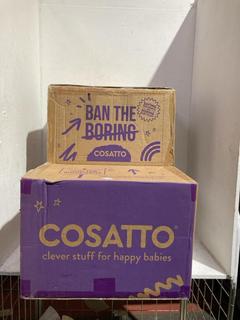 BAN THE
BORING
COSATTO
COSATTO®
clever stuff for happy babies